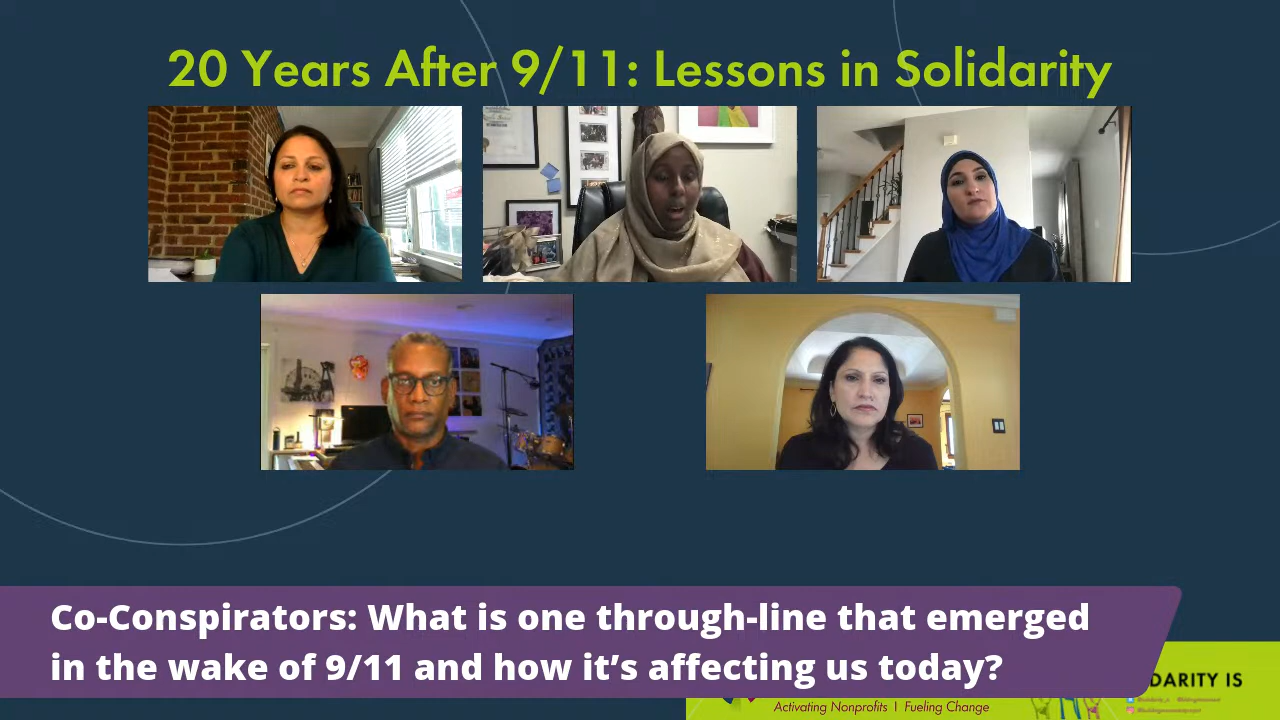 20 Years After 9/11: Lessons in Solidarity
Co-Conspirators: What is one through-line that emerged
in the wake of 9/11 and how it’s affecting us today?
DARITY IS
Activating Nonprofits | Fueling Change